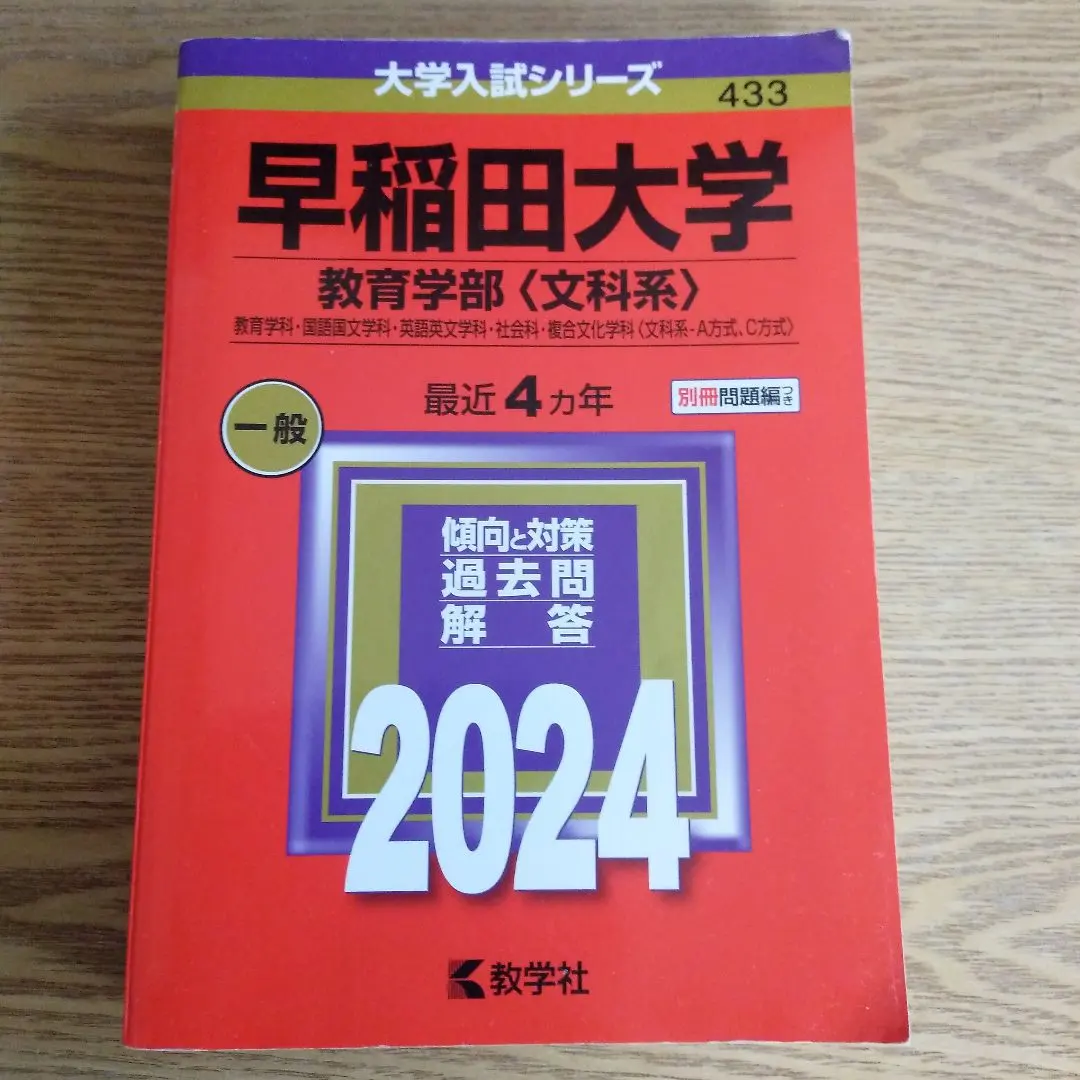 大学入試シリーズ
433
早稲田大学
教育学部〈文科系〉
教育学科・国語国文学科・英語英文学科・社会科・複合文化学科〈文科系-A方式、C方式〉
一般
最近4カ年
別冊問題編つき
傾向と対策
過去問
解答
2024
教学社